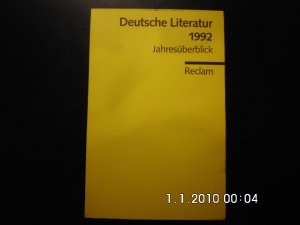 Deutsche Literatur
1992
Jahresüberblick
Reclam
1.1.2010 00:04